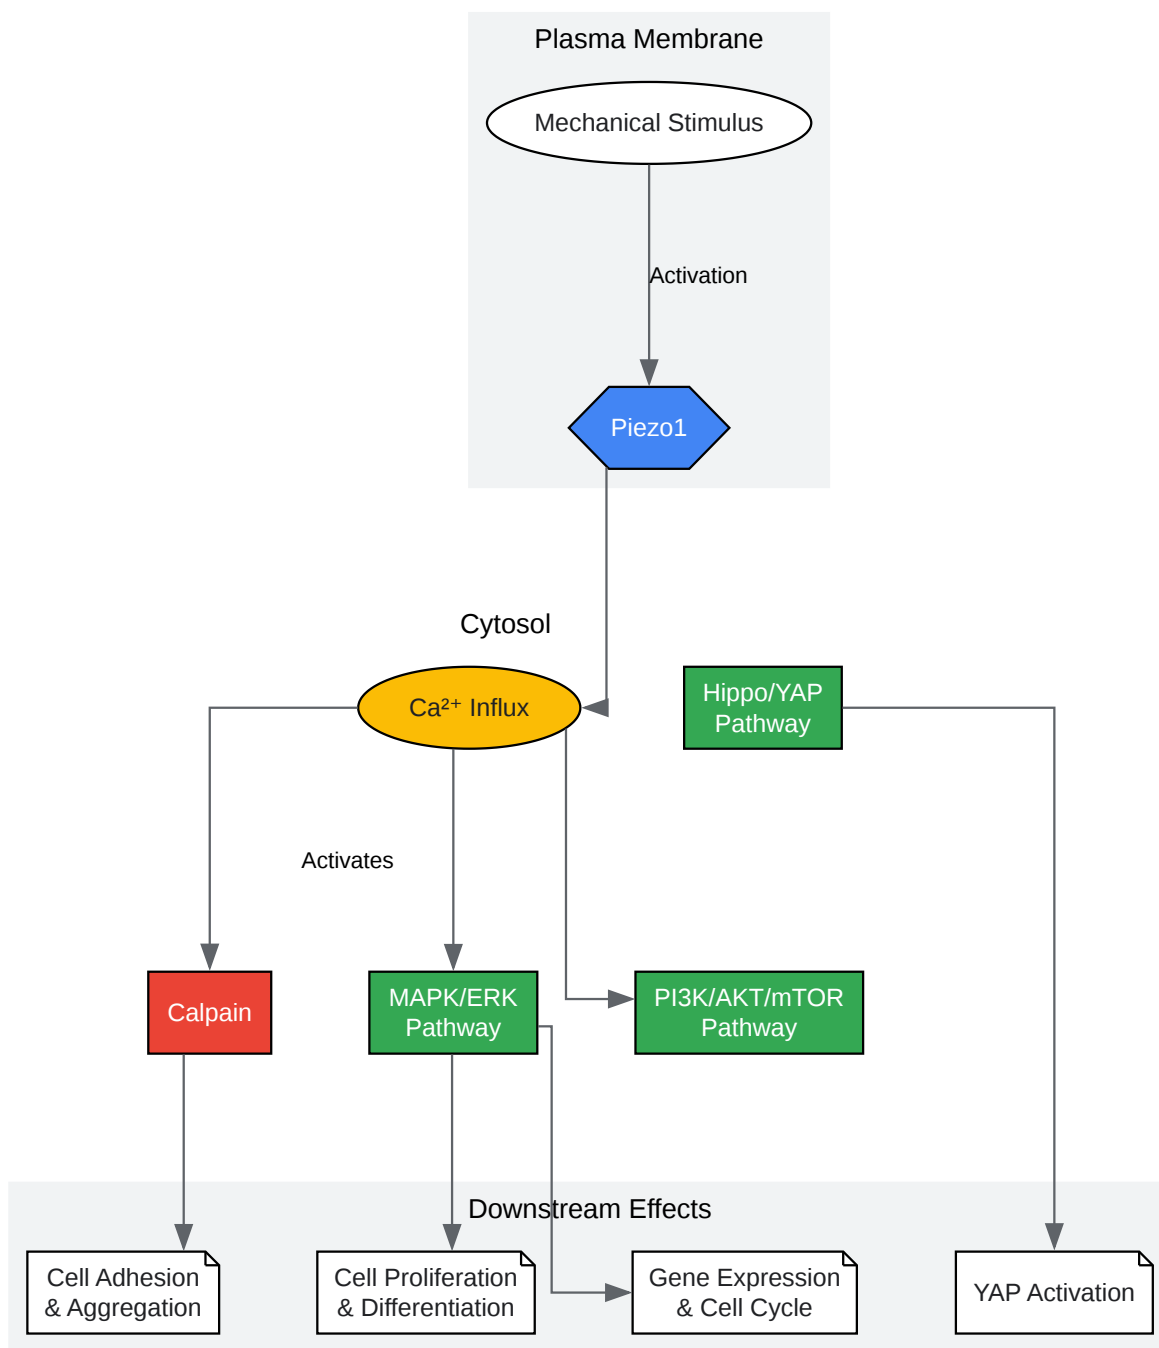 Plasma Membrane
Mechanical Stimulus
Activation
Piezo1
Cytosol
Ca²⁺ Influx
Hippo/YAP
Pathway
Activates
Calpain
MAPK/ERK
Pathway
PI3K/AKT/mTOR
Pathway
Downstream Effects
Cell Adhesion
& Aggregation
Cell Proliferation
& Differentiation
Gene Expression
& Cell Cycle
YAP Activation